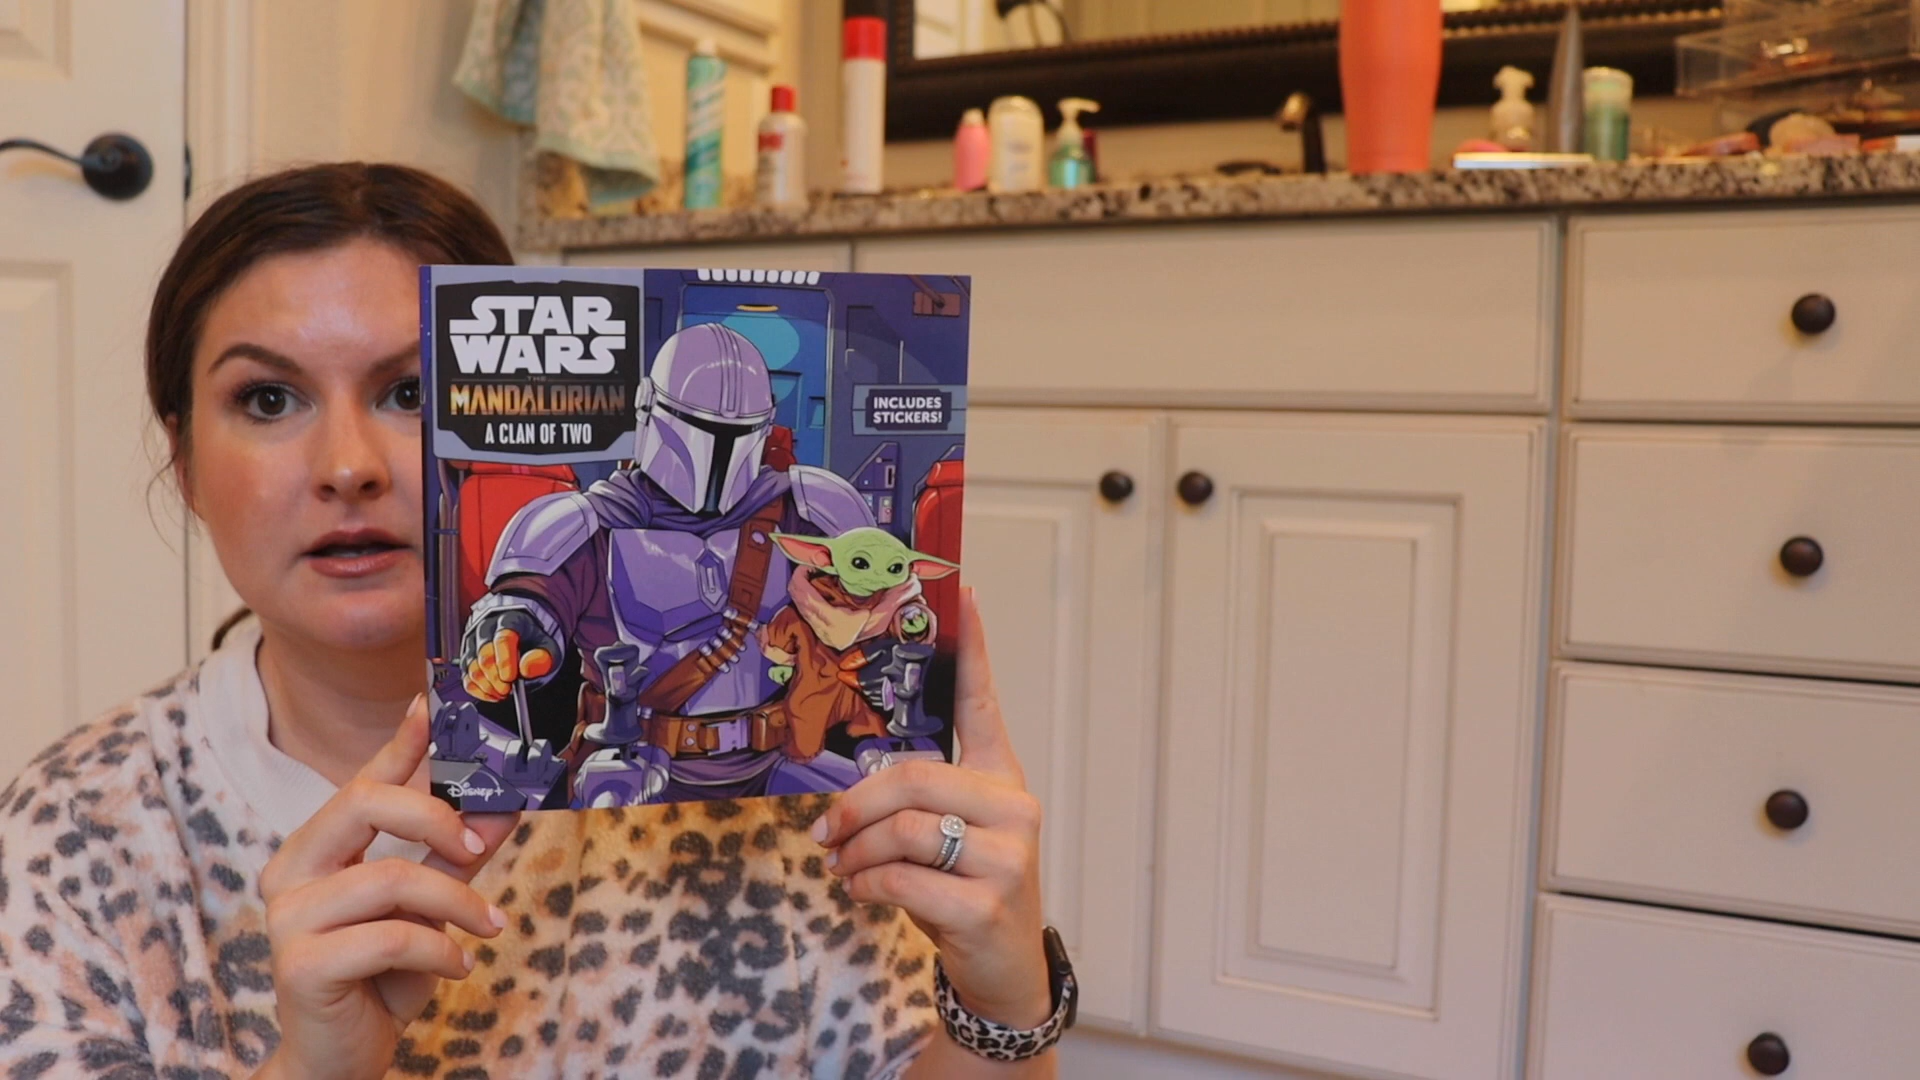 STAR
WARS
THE
MANDALORIAN
A CLAN OF TWO
INCLUDES
STICKERS!
Disney+